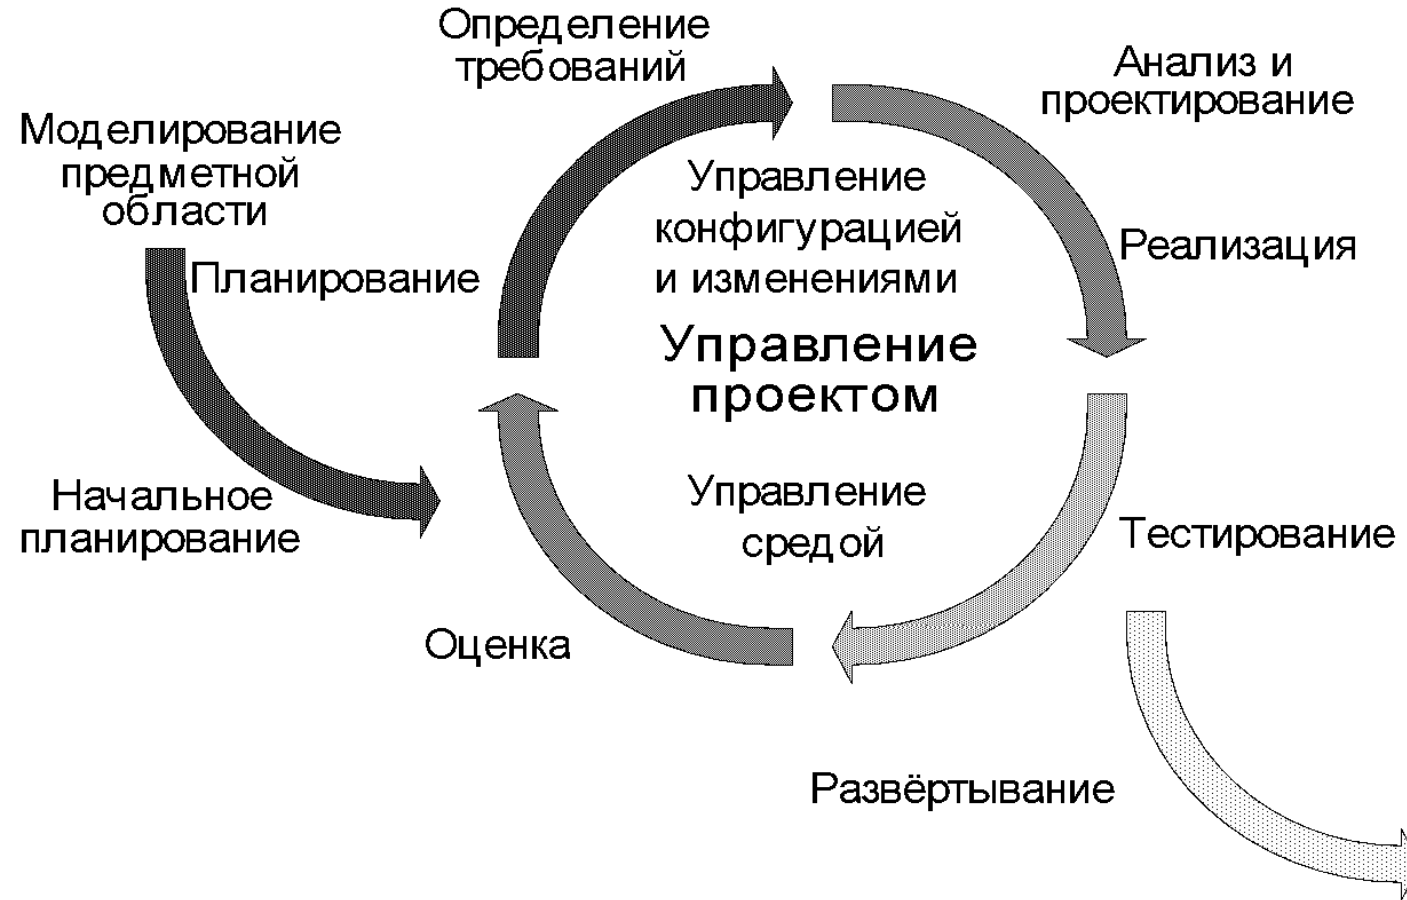 Определение
требований
Анализ и
проектирование
Моделирование
предметной
области
Управление
конфигурацией
и изменениями
Реализация
Планирование
Управление
проектом
Начальное
планирование
Управление
средой
Тестирование
Оценка
Развёртывание